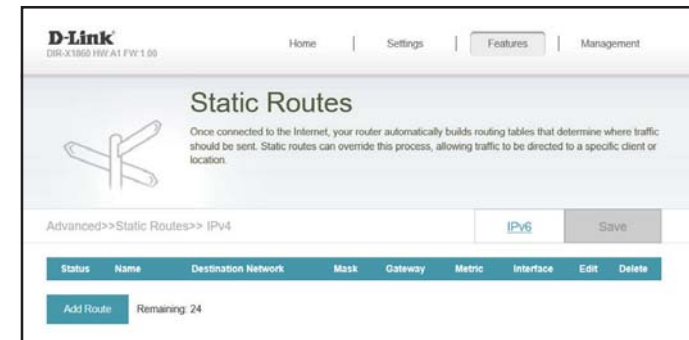 D-Link
DIR-X1860 HW:A1 FW:1.00
Home | Settings | Features | Management
Static Routes
Once connected to the Internet, your router automatically builds routing tables that determine where traffic
should be sent. Static routes can override this process, allowing traffic to be directed to a specific client or
location.
Advanced>>Static Routes>> IPv4
IPv6
Save
Status Name Destination Network Mask Gateway Metric Interface Edit Delete
Add Route
Remaining: 24